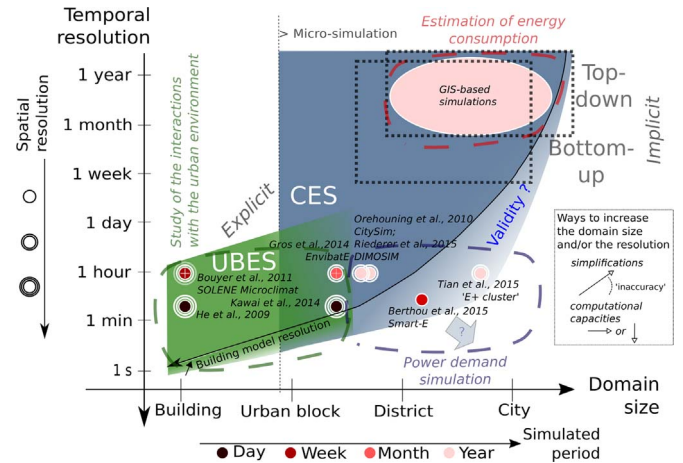 Temporal
resolution
> Micro-simulation
Estimation of energy
consumption
1 year
1 month
1 week
1 day
1 hour
1 min
1 s
Spatial
resolution
Study of the interactions
with the urban environment
Explicit
Implicit
GIS-based
simulations
Top-
down
Bottom-
up
CES
UBES
Validity ?
Orehouning et al., 2010
CitySim;
Gros et al.,2014
Riederer et al., 2015
EnvibatE
DIMOSIM
Bouyer et al., 2011
SOLENE Microclimat
Kawai et al., 2014
He et al., 2009
Tian et al., 2015
'E+ cluster'
Berthou et al., 2015
Smart-E
?
Building model resolution
Power demand
simulation
Ways to increase
the domain size
and/or the resolution
simplifications
'inaccuracy'
computational
capacities
or
Building
Urban block
District
City
Domain
size
Day
Week
Month
Year
Simulated
period